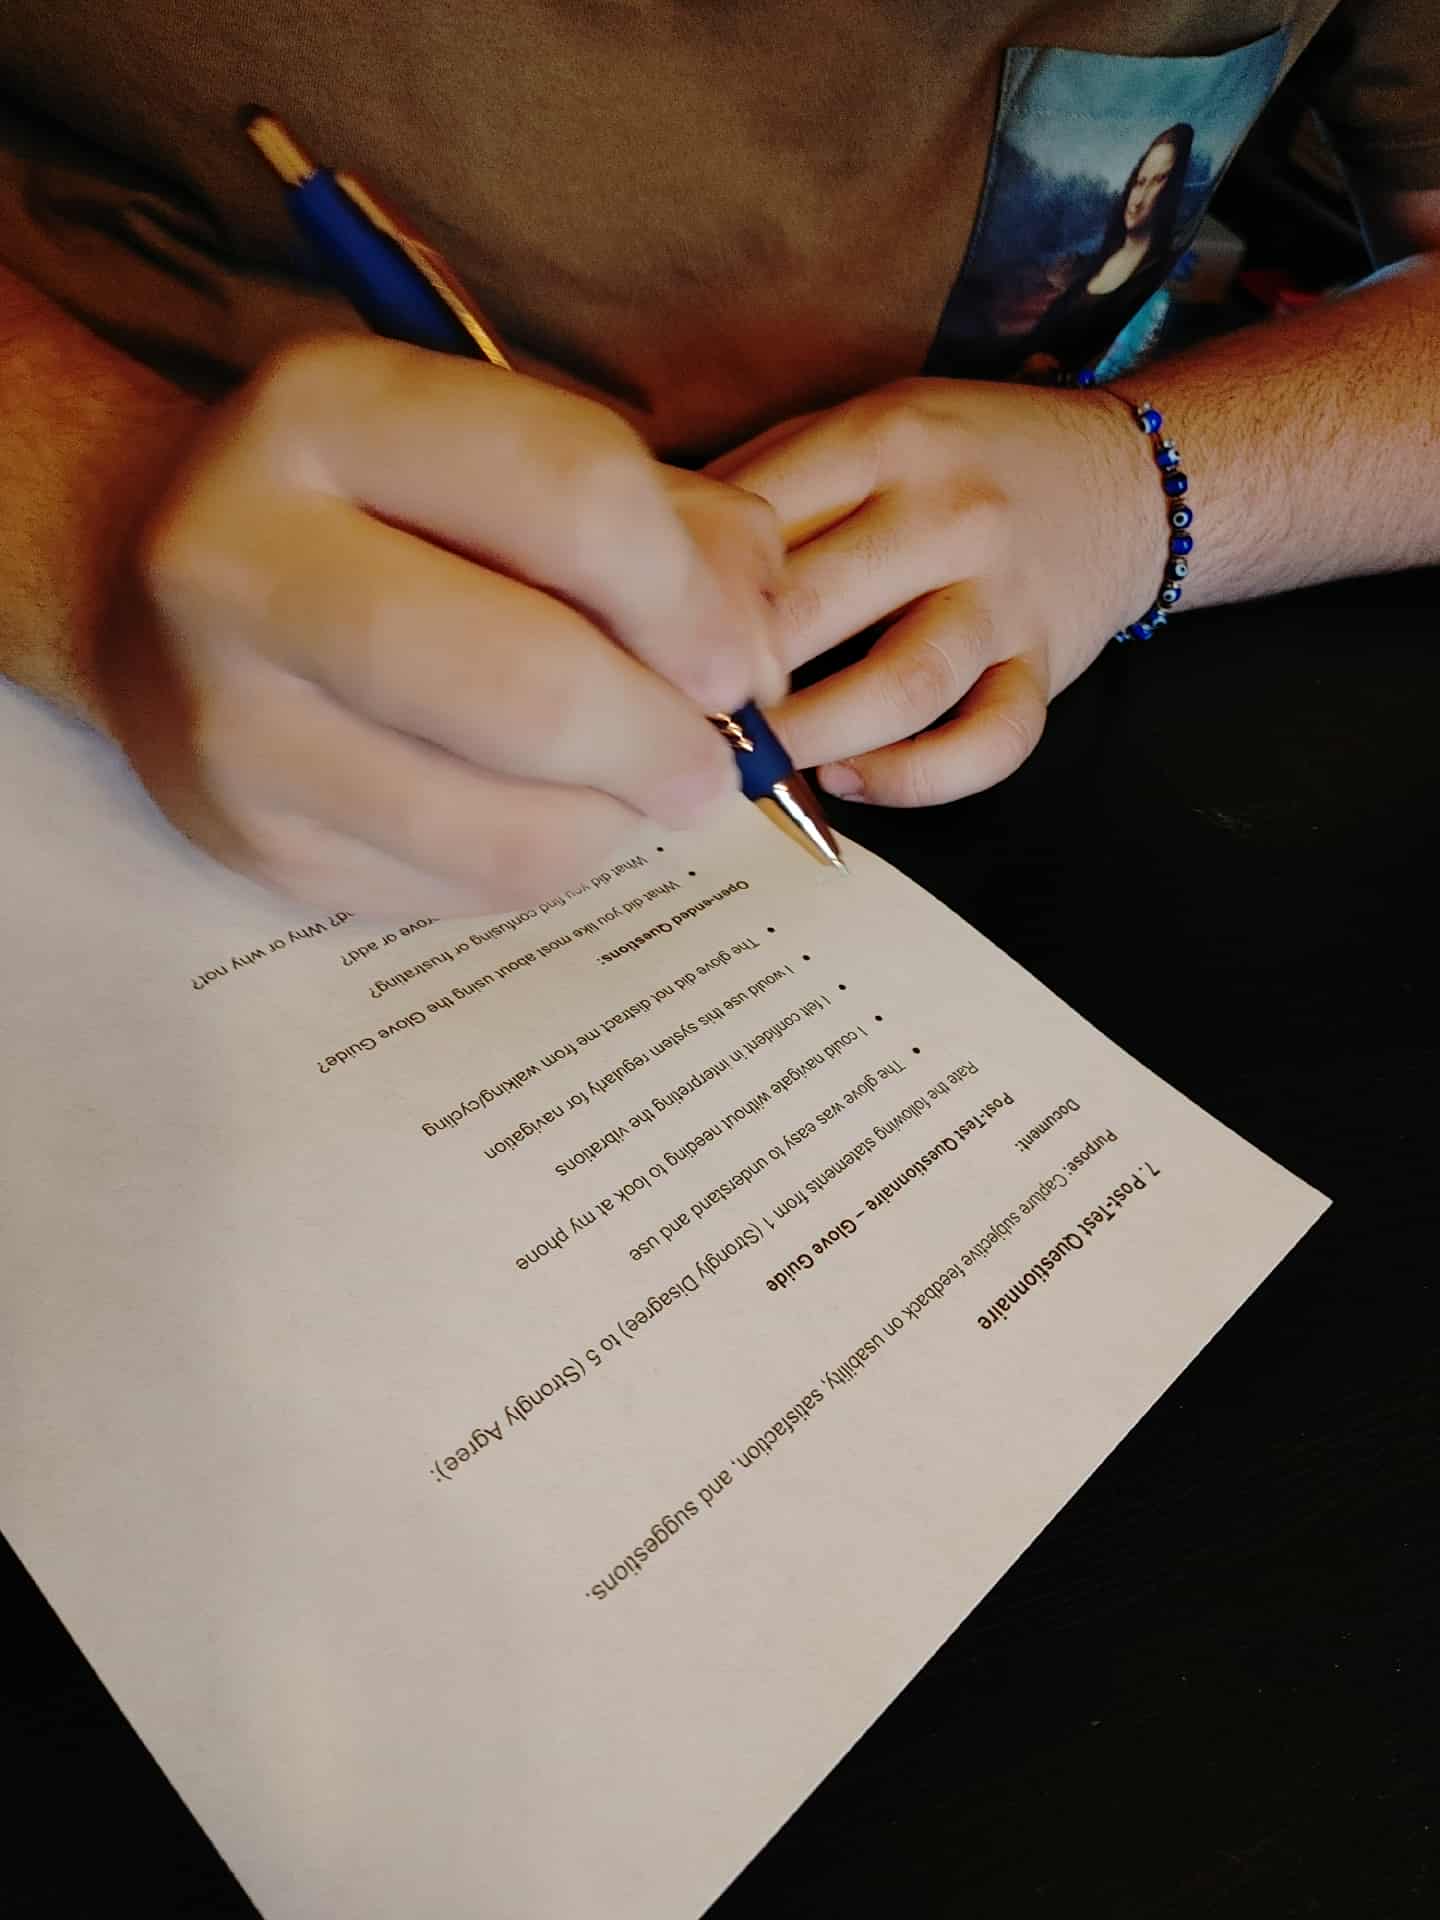 7. Post-Test Questionnaire
Purpose: Capture subjective feedback on usability, satisfaction, and suggestions.
Document:
Post-Test Questionnaire – Glove Guide
Rate the following statements from 1 (Strongly Disagree) to 5 (Strongly Agree):
• The glove was easy to understand and use
• I could navigate without needing to look at my phone
• I felt confident in interpreting the vibrations
• I would use this system regularly for navigation
• The glove did not distract me from walking/cycling
Open-ended Questions:
• What did you like most about using the Glove Guide?
• What did you find confusing or frustrating?
or add?
Why or why not?